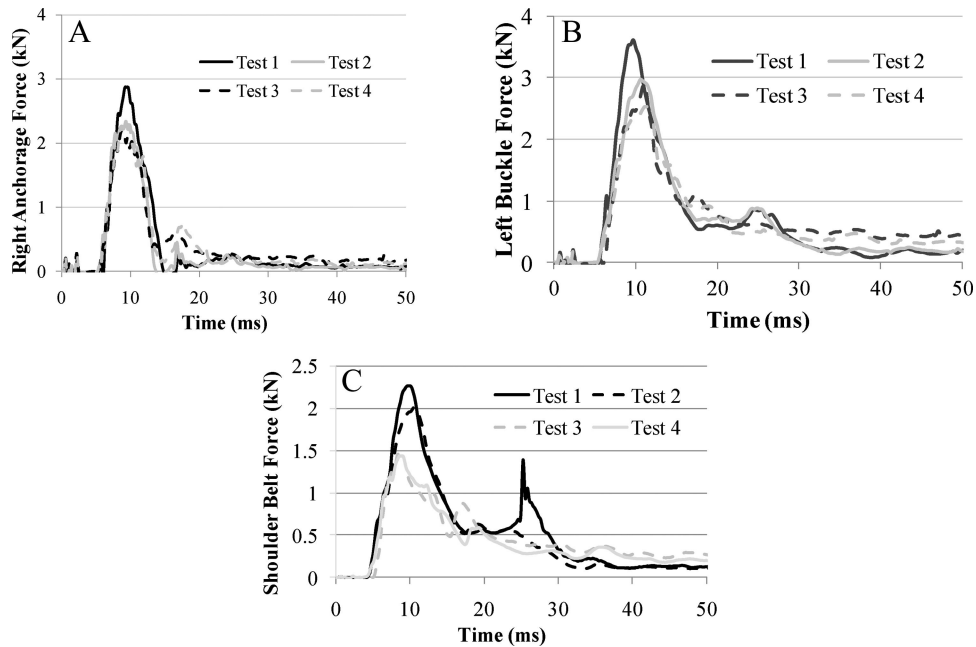 A
Right Anchorage Force (kN)
4
3
2
1
0
Test 1
Test 2
Test 3
Test 4
0 10 20 30 40 50
Time (ms)
B
Left Buckle Force (kN)
4
3
2
1
0
Test 1
Test 2
Test 3
Test 4
0 10 20 30 40 50
Time (ms)
C
Shoulder Belt Force (kN)
2.5
2
1.5
1
0.5
0
Test 1
Test 2
Test 3
Test 4
0 10 20 30 40 50
Time (ms)